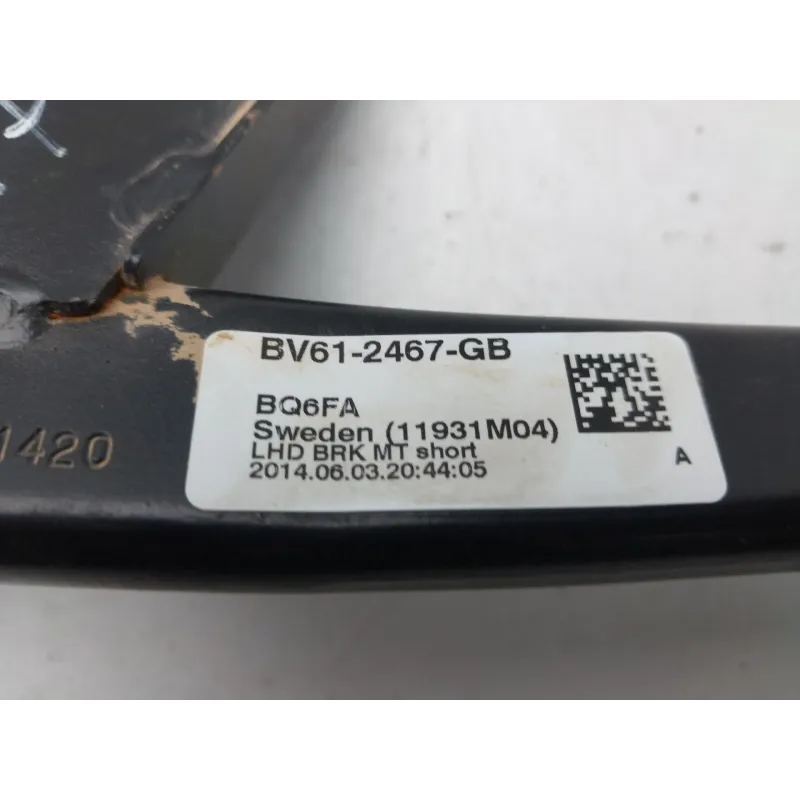 BV61-2467-GB
BQ6FA
Sweden (11931M04)
LHD BRK MT short
2014.06.03.20:44:05
A
1420